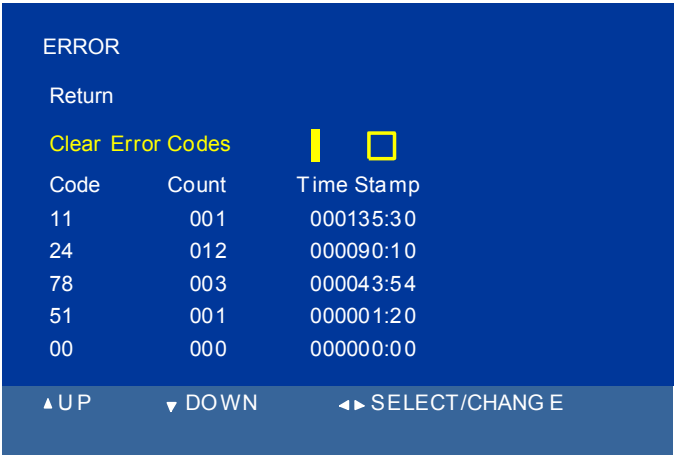 ERROR
Return
Clear Error Codes
Code Count Time Stamp
11 001 000135:30
24 012 000090:10
78 003 000043:54
51 001 000001:20
00 000 000000:00
▲UP ▼DOWN ◄►SELECT/CHANGE